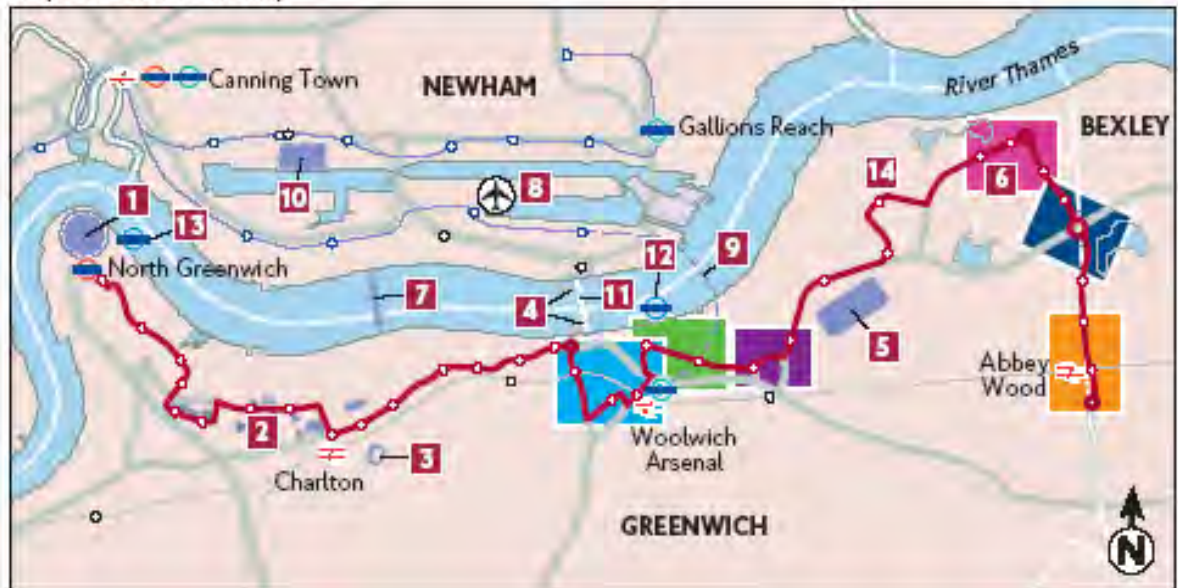 Canning Town
NEWHAM
River Thames
Gallions Reach
BEXLEY
10
8
14
6
1
13
12
9
North Greenwich
7
4
11
5
Abbey
Wood
2
3
Charlton
Woolwich
Arsenal
GREENWICH
N